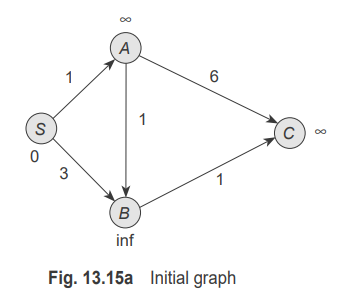 ∞
A
1
6
1
S
C ∞
0
3
1
B
inf
Fig. 13.15a Initial graph